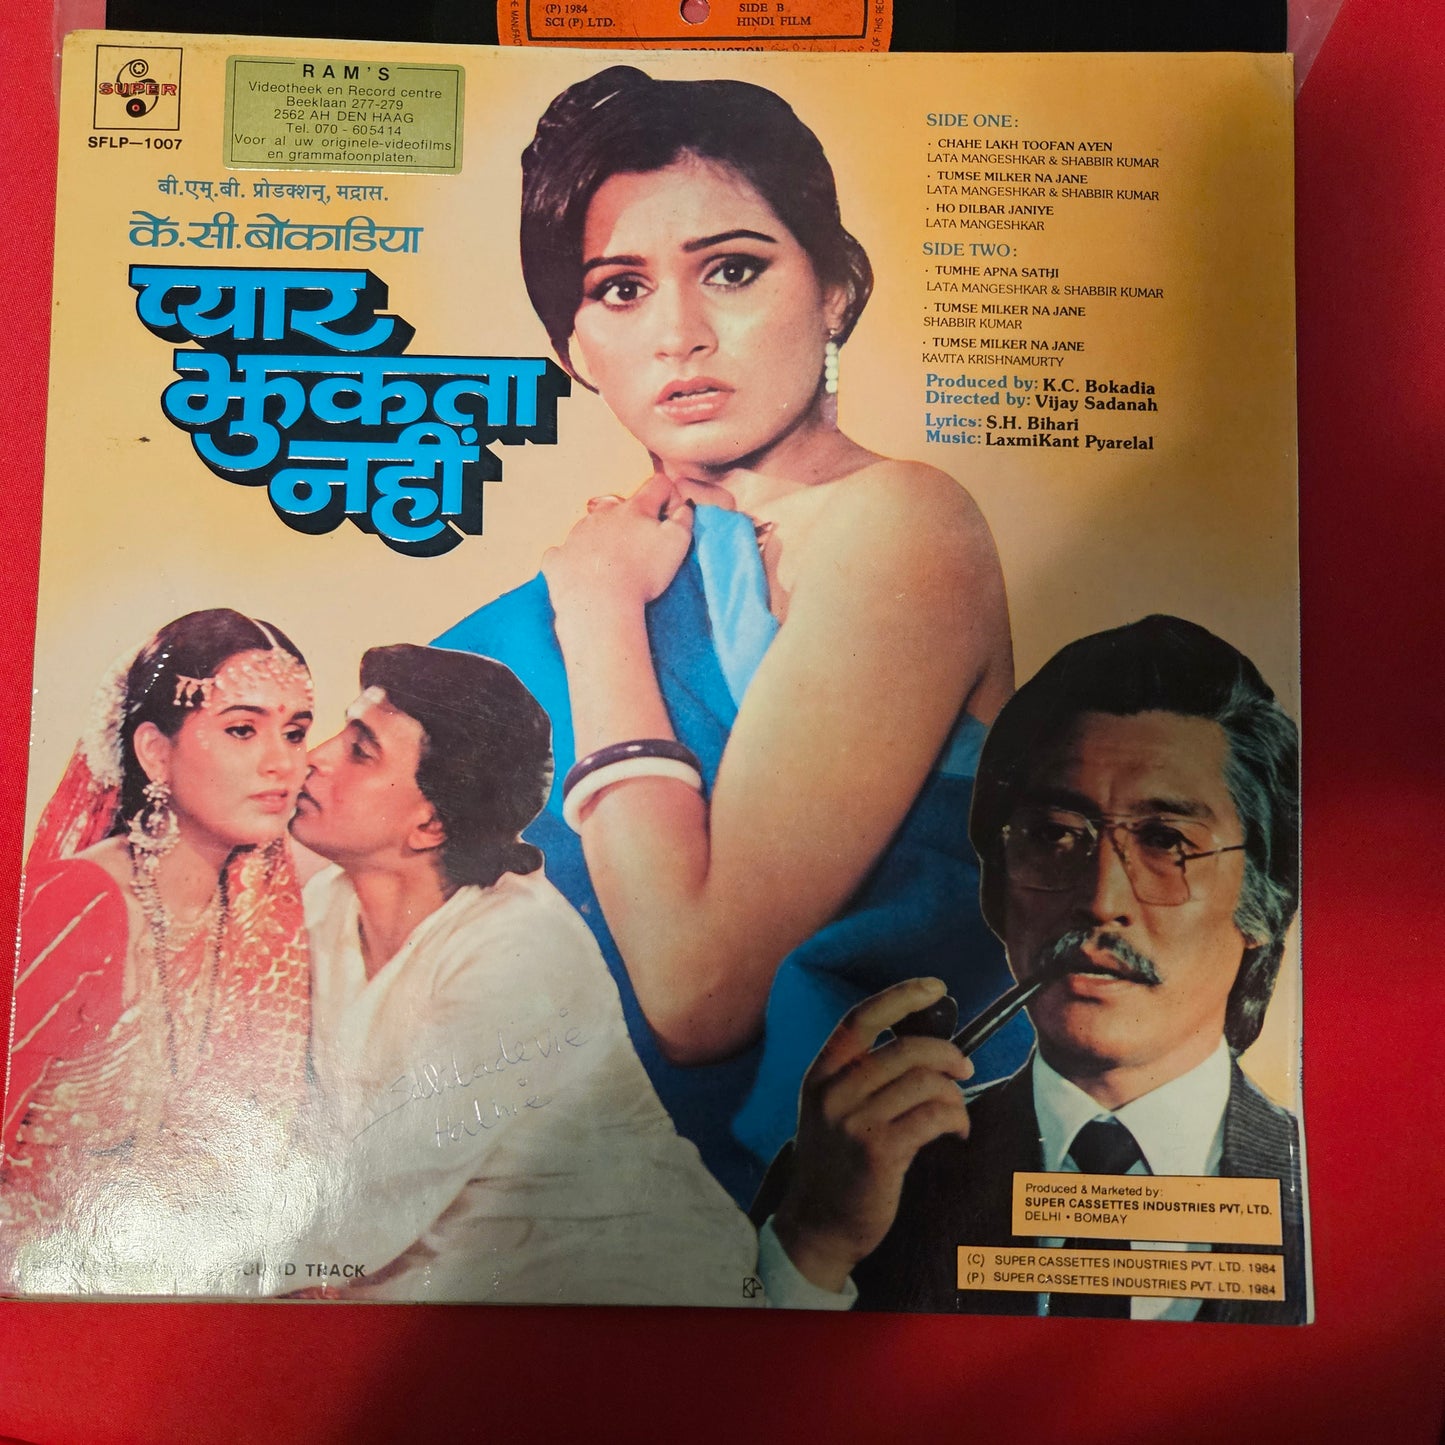 (P) 1984
SCI (P) LTD.
SIDE B
HINDI FILM
SUPER
SFLP—1007
RAM'S
Videotheek en Record centre
Beeklaan 277-279
2562 AH DEN HAAG
Tel. 070 - 605414
Voor al uw originele-videofilms
en grammafoonplaten.
बी.एम्.बी. प्रोडक्शन्, मद्रास.
के.सी.बोकाडिया
प्यार
झुकता
नहीं
SIDE ONE:
· CHAHE LAKH TOOFAN AYEN
LATA MANGESHKAR & SHABBIR KUMAR
· TUMSE MILKER NA JANE
LATA MANGESHKAR & SHABBIR KUMAR
· HO DILBAR JANIYE
LATA MANGESHKAR
SIDE TWO:
· TUMHE APNA SATHI
LATA MANGESHKAR & SHABBIR KUMAR
· TUMSE MILKER NA JANE
SHABBIR KUMAR
· TUMSE MILKER NA JANE
KAVITA KRISHNAMURTY
Produced by: K.C. Bokadia
Directed by: Vijay Sadanah
Lyrics: S.H. Bihari
Music: LaxmiKant Pyarelal
Produced & Marketed by:
SUPER CASSETTES INDUSTRIES PVT, LTD.
DELHI • BOMBAY
(C) SUPER CASSETTES INDUSTRIES PVT. LTD. 1984
(P) SUPER CASSETTES INDUSTRIES PVT. LTD. 1984
TRACK